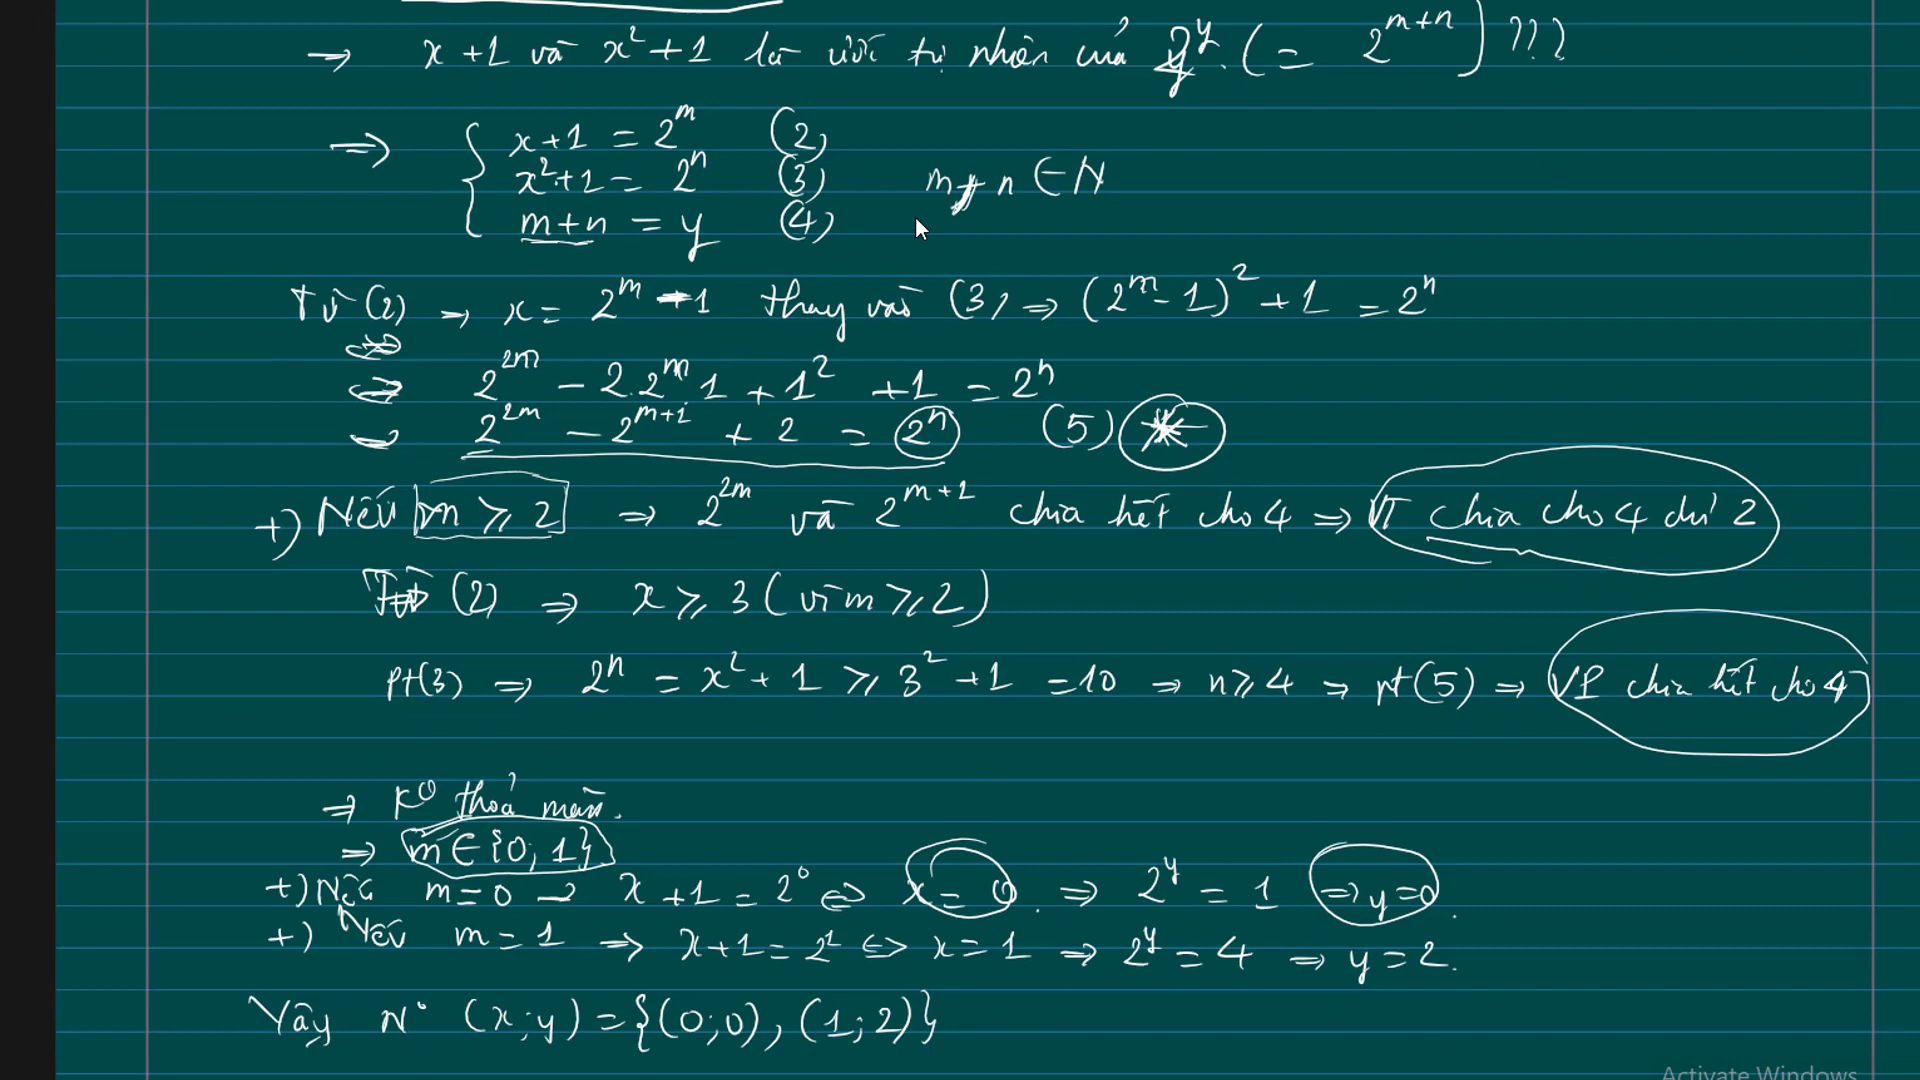 → x+1 và x²+1 là ước tự nhiên của 2^y. (= 2^{m+n}) ???
⇒ { x+1 = 2^m (2)
x²+1 = 2^n (3) m, n ∈ N
m+n = y (4)
Từ (2) → x = 2^m - 1 thay vào (3) ⇒ (2^m - 1)² + 1 = 2^n
⇔ 2^{2m} - 2.2^m.1 + 1² + 1 = 2^n
⇔ 2^{2m} - 2^{m+1} + 2 = 2^n (5) *
+) Nếu m ≥ 2 ⇒ 2^{2m} và 2^{m+1} chia hết cho 4 ⇒ VT chia cho 4 dư 2
Từ (2) ⇒ x ≥ 3 (vì m ≥ 2)
Pt(3) ⇒ 2^n = x² + 1 ≥ 3² + 1 = 10 → n ≥ 4 ⇒ pt(5) ⇒ VP chia hết cho 4
⇒ K⁰ thoả mãn.
⇒ m ∈ {0; 1}
+) Nếu m = 0 → x + 1 = 2⁰ ⇔ x = 0. ⇒ 2^y = 1 ⇒ y = 0.
+) Nếu m = 1 ⇒ x + 1 = 2¹ ⇔ x = 1 ⇒ 2^y = 4 ⇒ y = 2.
Vậy N⁰ (x; y) = {(0; 0), (1; 2)}
Activate Windows